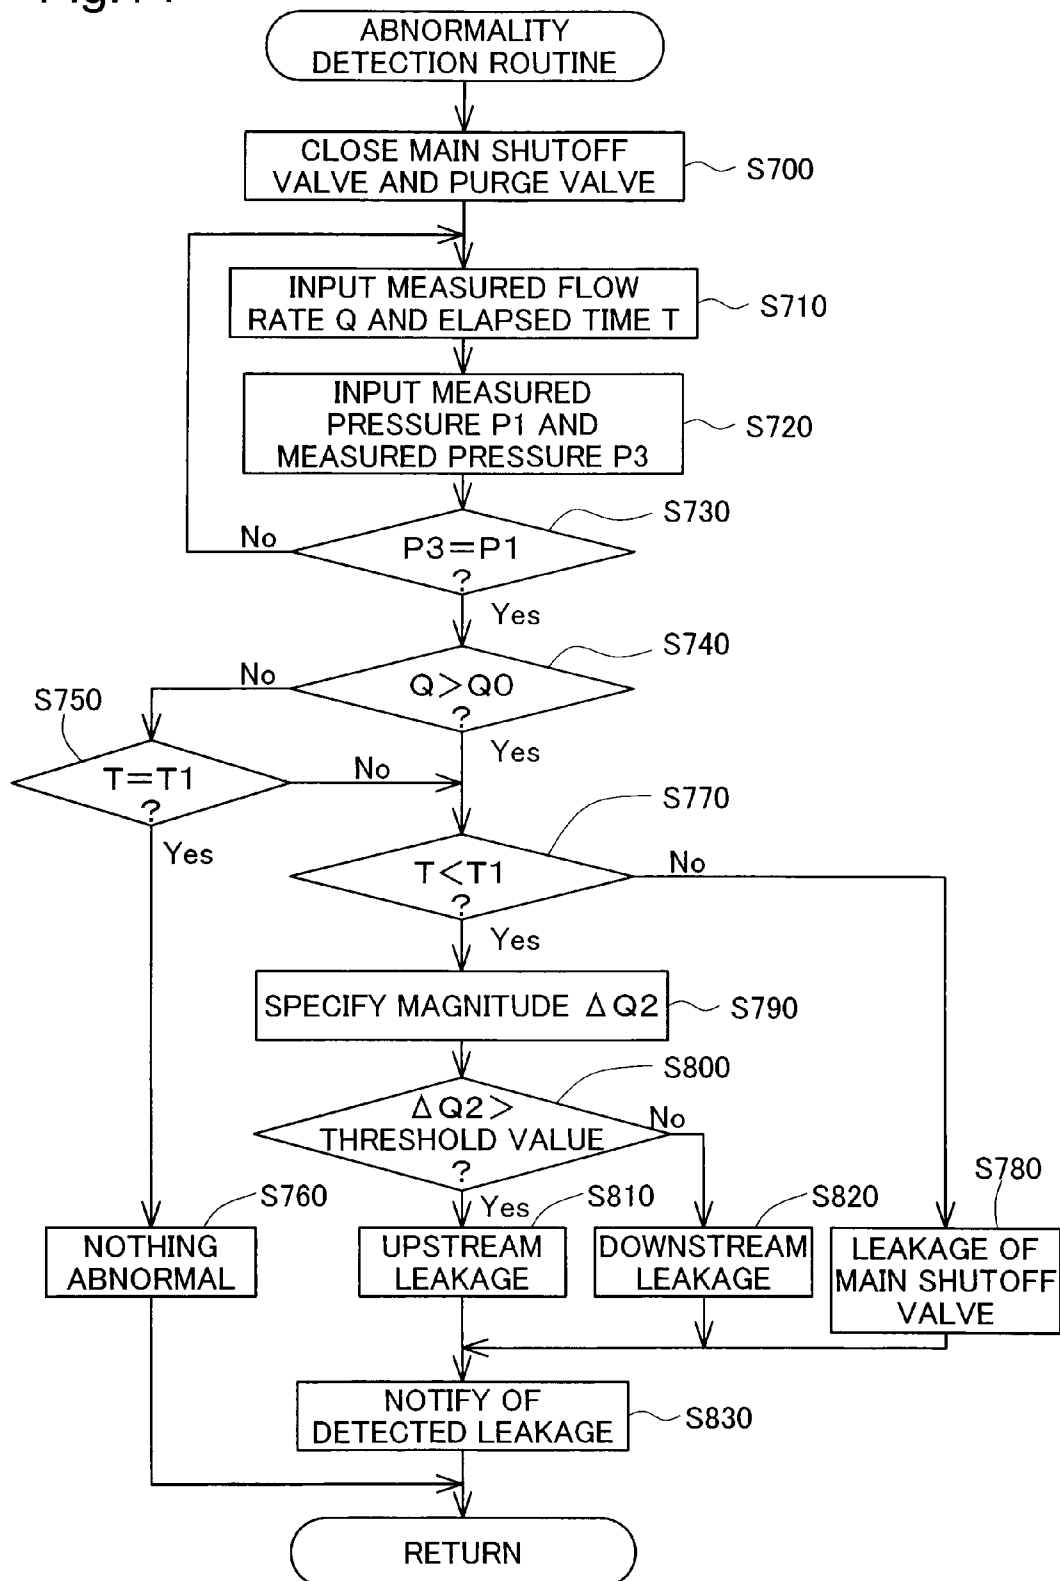 ABNORMALITY
DETECTION ROUTINE
CLOSE MAIN SHUTOFF
VALVE AND PURGE VALVE
S700
INPUT MEASURED FLOW
RATE Q AND ELAPSED TIME T
S710
INPUT MEASURED
PRESSURE P1 AND
MEASURED PRESSURE P3
S720
S730
No
P3=P1
?
Yes
S740
No
Q>Q0
?
Yes
S750
T=T1
?
No
Yes
S770
T<T1
?
No
Yes
SPECIFY MAGNITUDE ΔQ2
S790
S800
ΔQ2>
THRESHOLD VALUE
?
No
Yes
S760
NOTHING
ABNORMAL
S810
UPSTREAM
LEAKAGE
S820
DOWNSTREAM
LEAKAGE
S780
LEAKAGE OF
MAIN SHUTOFF
VALVE
NOTIFY OF
DETECTED LEAKAGE
S830
RETURN